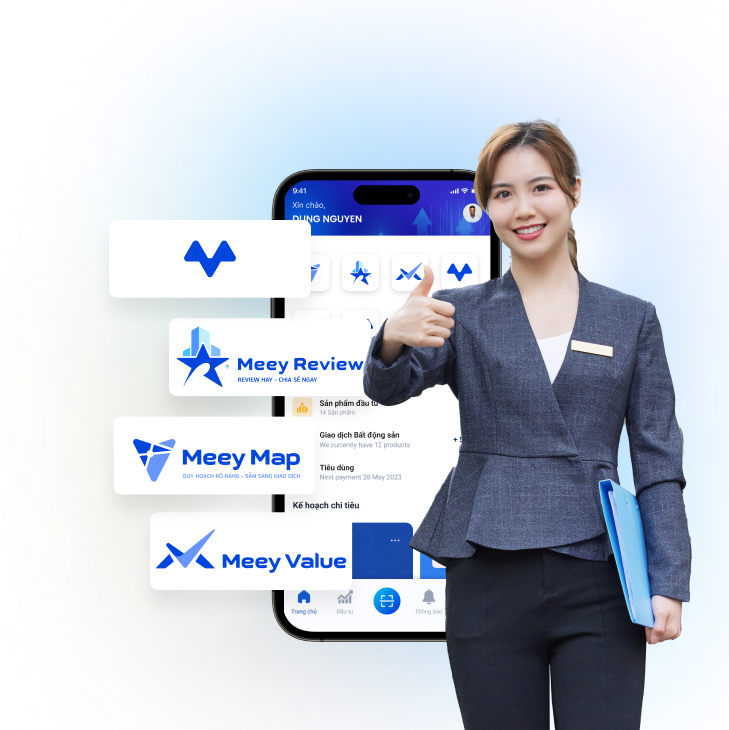 9:41
Xin chào,
DUNG NGUYEN
Meey Review
REVIEW HAY - CHIA SẺ NGAY
Sản phẩm đầu tư
14 Sản phẩm
Giao dịch Bất động sản
We currently have 12 products
Meey Map
QUY HOẠCH RÕ RÀNG - SẴN SÀNG GIAO DỊCH
Tiêu dùng
Next payment 28 May 2023
Kế hoạch chi tiêu
Meey Value
Trang chủ
Đầu tư
Thông báo